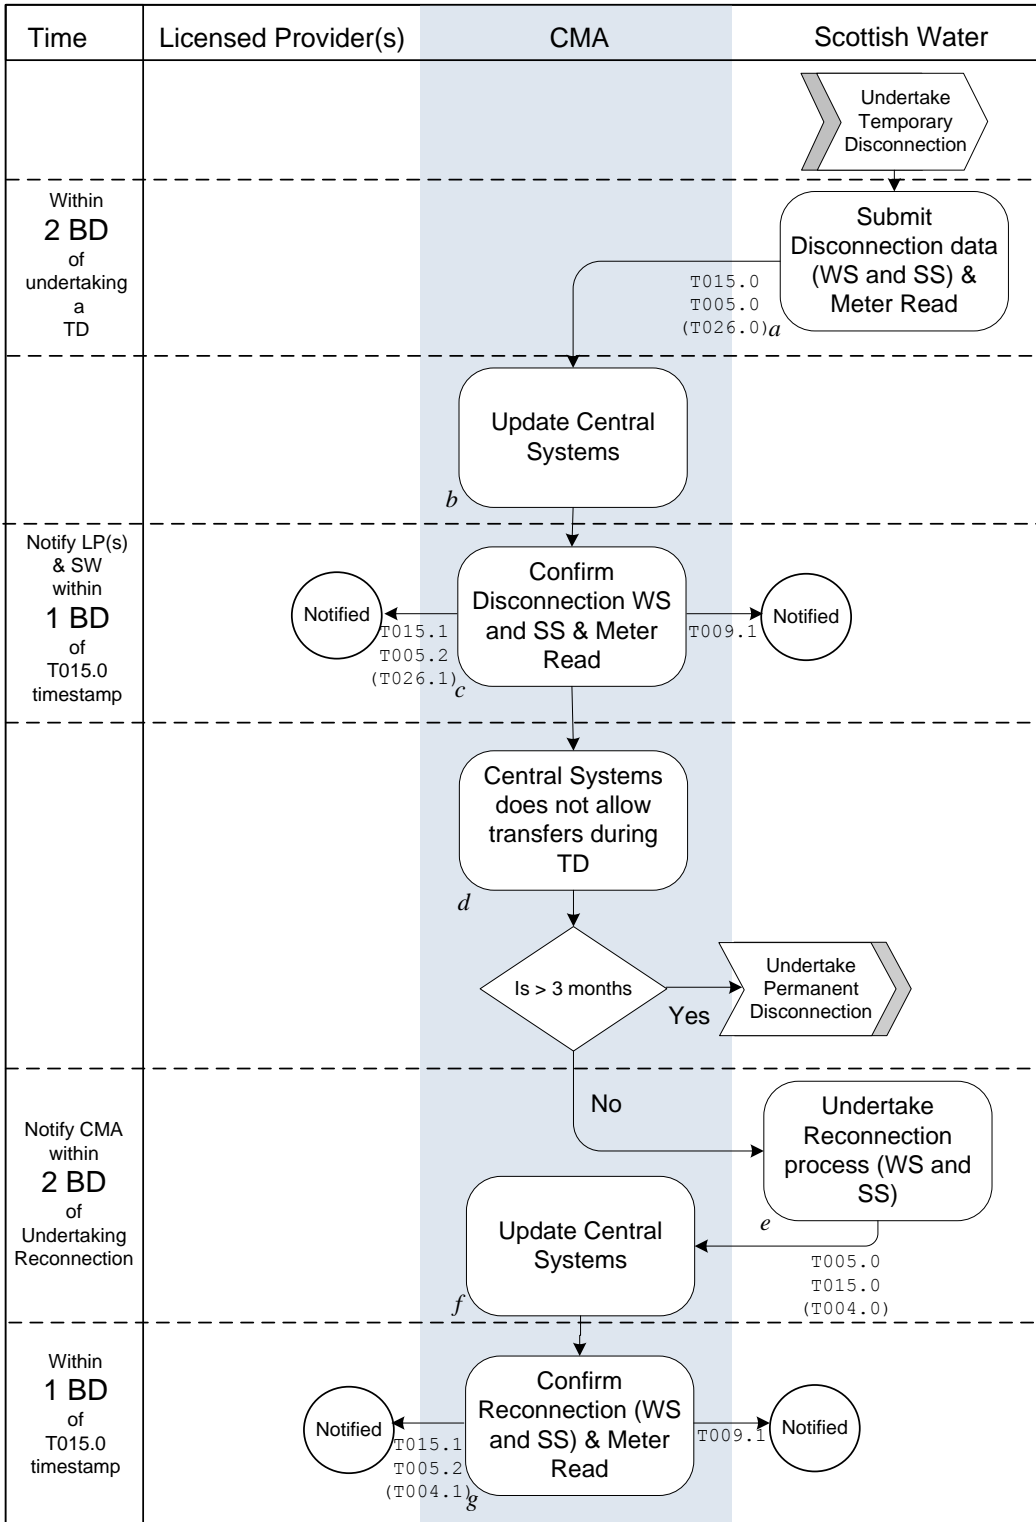 Time
Licensed Provider(s)
CMA
Scottish Water
Undertake
Temporary
Disconnection
Within
2 BD
of
undertaking
a
TD
Submit
Disconnection data
(WS and SS) &
Meter Read
T015.0
T005.0
(T026.0)
a
Update Central
Systems
b
Notify LP(s)
& SW
within
1 BD
of
T015.0
timestamp
Notified
Confirm
Disconnection WS
and SS & Meter
Read
Notified
T015.1
T005.2
(T026.1)
c
T009.1
Central Systems
does not allow
transfers during
TD
d
Is > 3 months
Yes
Undertake
Permanent
Disconnection
No
Notify CMA
within
2 BD
of
Undertaking
Reconnection
Undertake
Reconnection
process (WS and
SS)
e
T005.0
T015.0
(T004.0)
Update Central
Systems
f
Within
1 BD
of
T015.0
timestamp
Notified
Confirm
Reconnection (WS
and SS) & Meter
Read
Notified
T015.1
T005.2
(T004.1)
g
T009.1